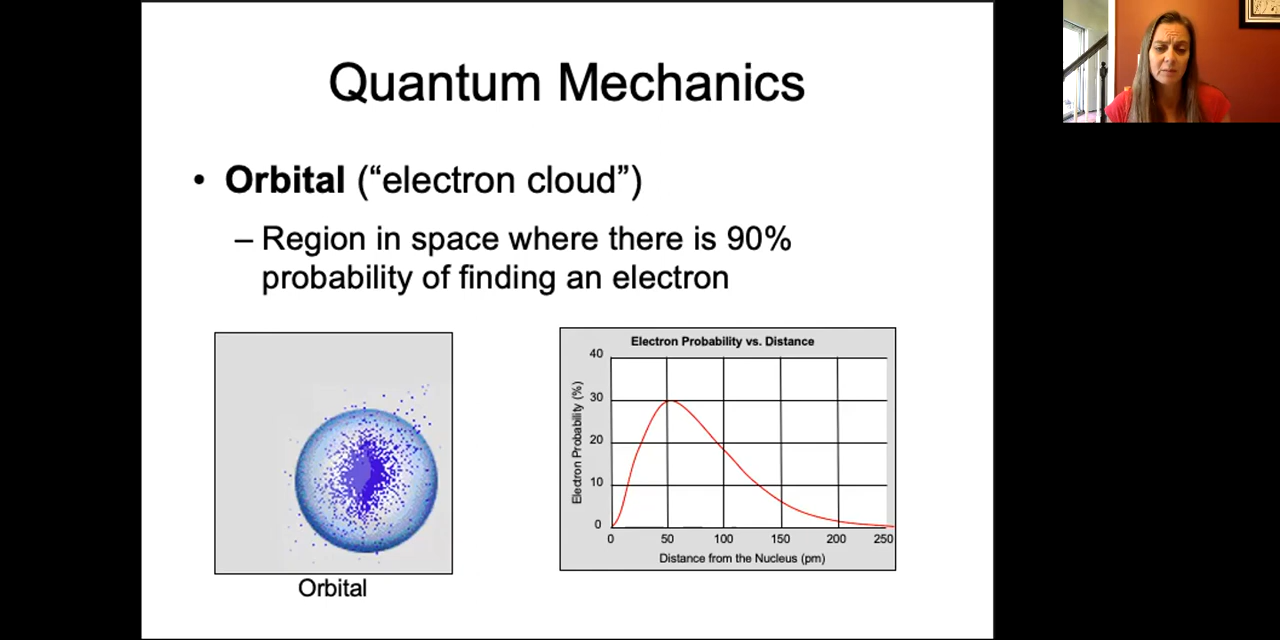 Quantum Mechanics
• Orbital (“electron cloud”)
– Region in space where there is 90%
probability of finding an electron
Orbital
Electron Probability vs. Distance
Electron Probability (%)
40
30
20
10
0
0 50 100 150 200 250
Distance from the Nucleus (pm)